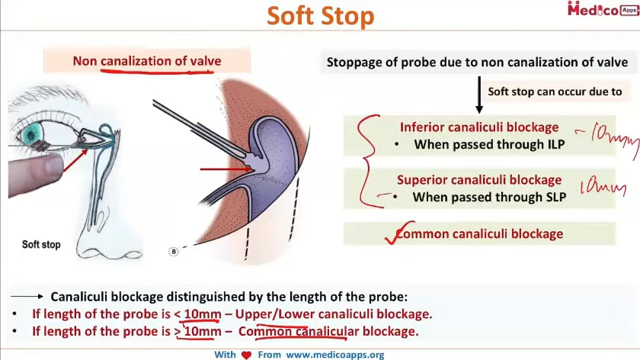 Soft Stop
Medico Apps
Non canalization of valve
Soft stop
B
Stoppage of probe due to non canalization of valve
Soft stop can occur due to
Inferior canaliculi blockage - 10mm
• When passed through ILP
Superior canaliculi blockage 10mm
• When passed through SLP
Common canaliculi blockage
Canaliculi blockage distinguished by the length of the probe:
• If length of the probe is < 10mm – Upper/Lower canaliculi blockage.
• If length of the probe is > 10mm – Common canalicular blockage.
With From www.medicoapps.org